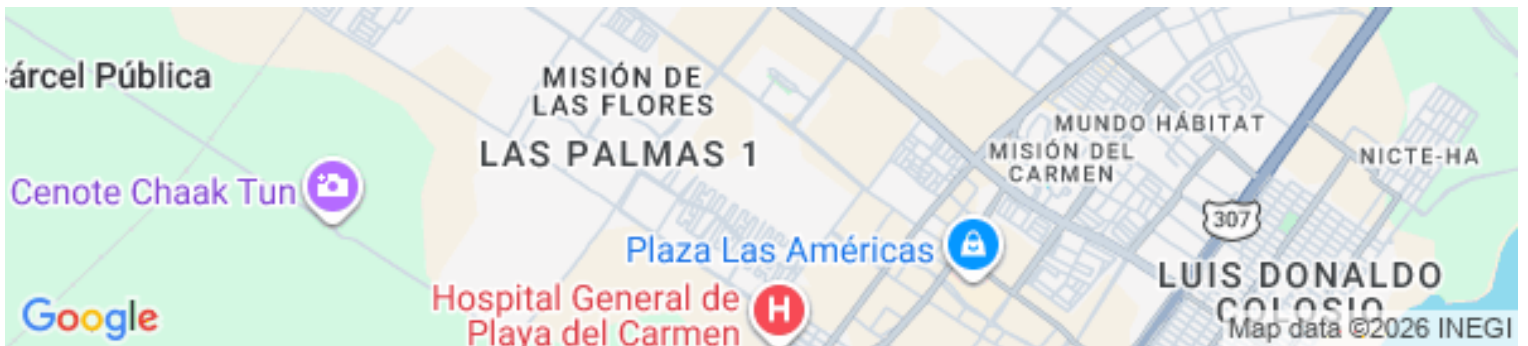 árcel Pública
MISIÓN DE
LAS FLORES
LAS PALMAS 1
MUNDO HÁBITAT
MISIÓN DEL
CARMEN
NICTE-HA
Cenote Chaak Tun
307
Plaza Las Américas
LUIS DONALDO
COLOSIO
Hospital General de
Playa del Carmen
H
Google
Map data ©2026 INEGI